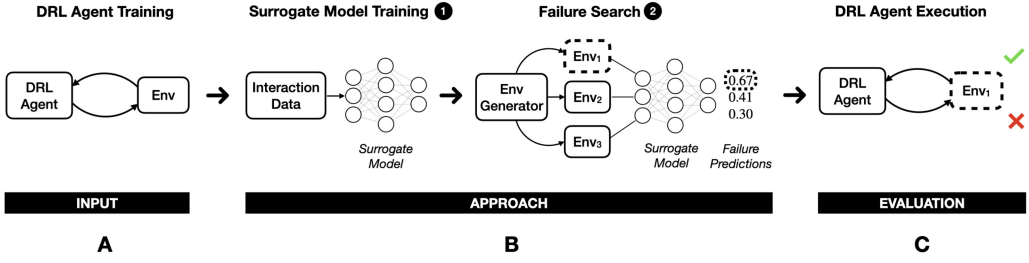 DRL Agent Training
Surrogate Model Training 1
Failure Search 2
DRL Agent Execution
DRL
Agent
Env
Interaction
Data
Surrogate
Model
Env
Generator
Env1
Env2
Env3
Surrogate
Model
0.67
0.41
0.30
Failure
Predictions
DRL
Agent
Env1
INPUT
APPROACH
EVALUATION
A
B
C